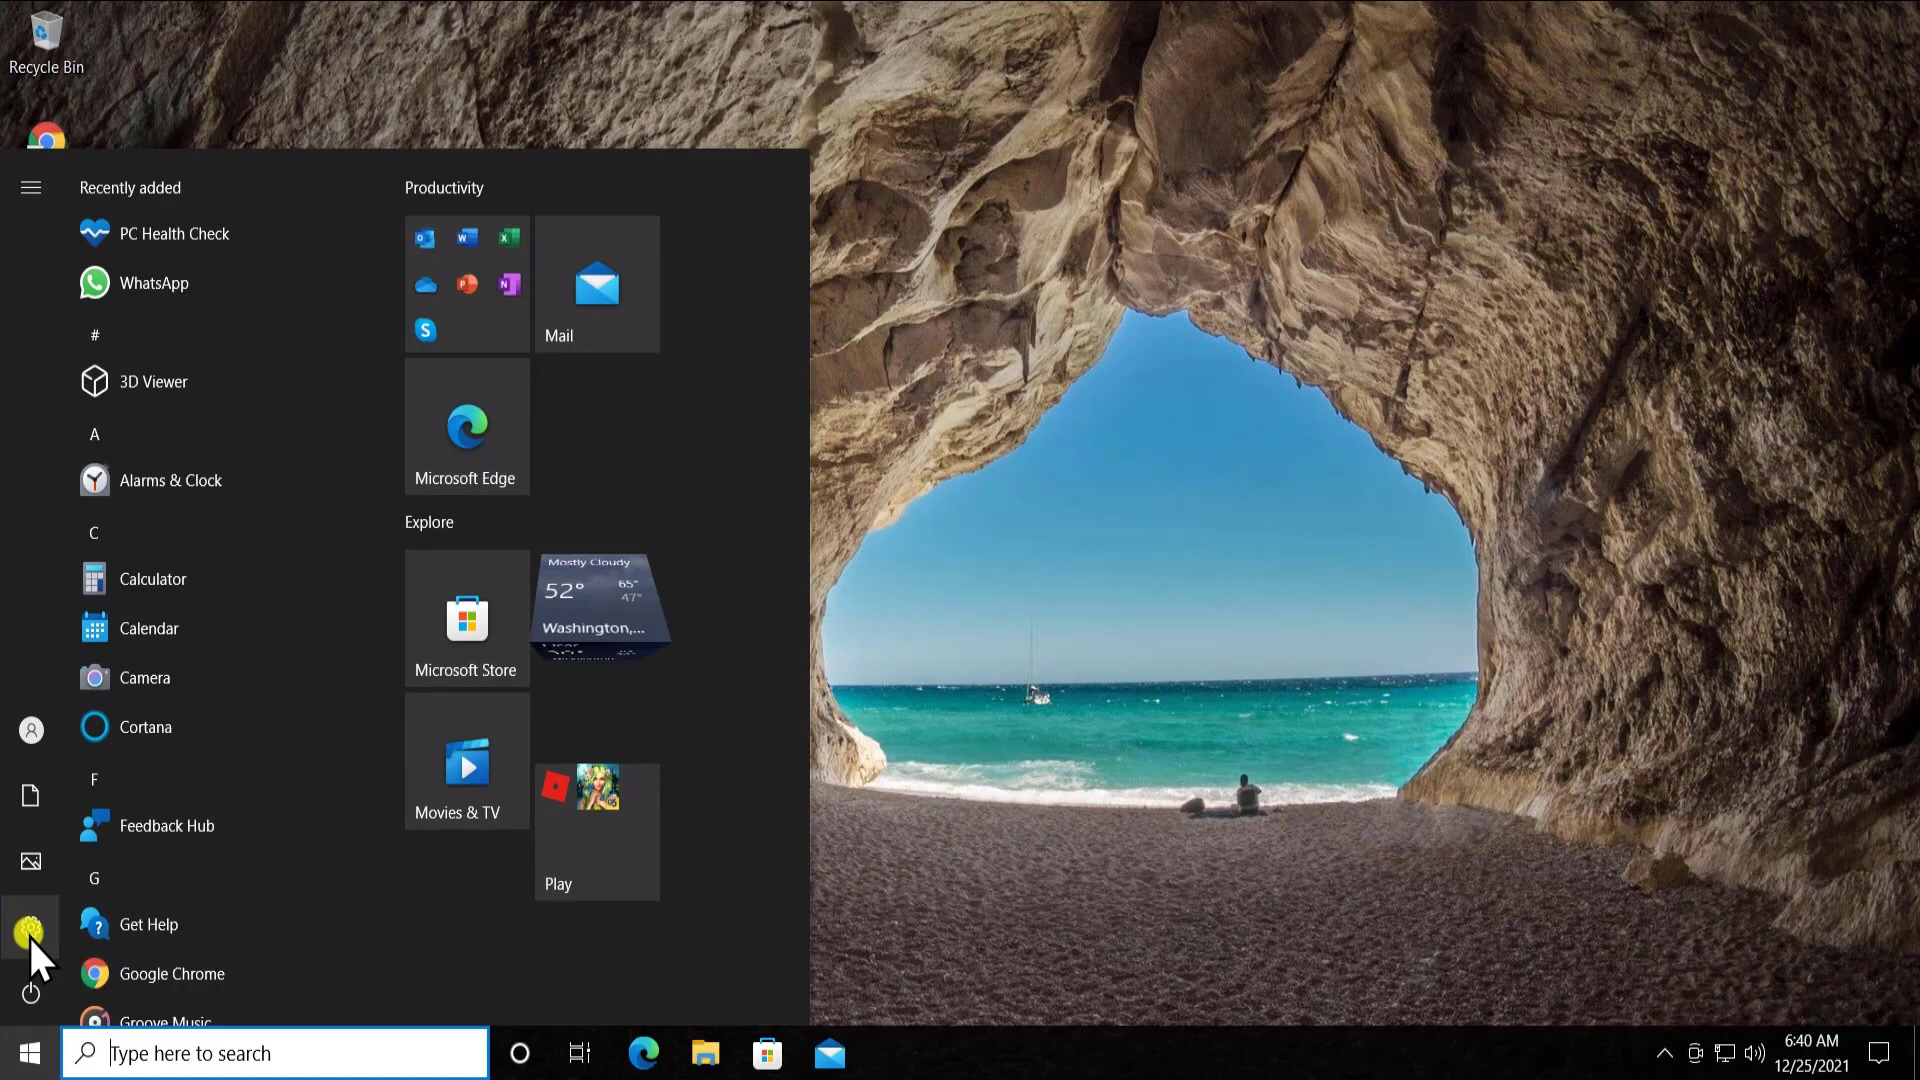 Recycle Bin
Recently added
PC Health Check
WhatsApp
#
3D Viewer
A
Alarms & Clock
C
Calculator
Calendar
Camera
Cortana
F
Feedback Hub
G
Get Help
Google Chrome
Groove Music
Productivity
Mail
Microsoft Edge
Explore
Microsoft Store
Mostly Cloudy
52° 65°
47°
Washington,...
Movies & TV
Play
Type here to search
6:40 AM
12/25/2021